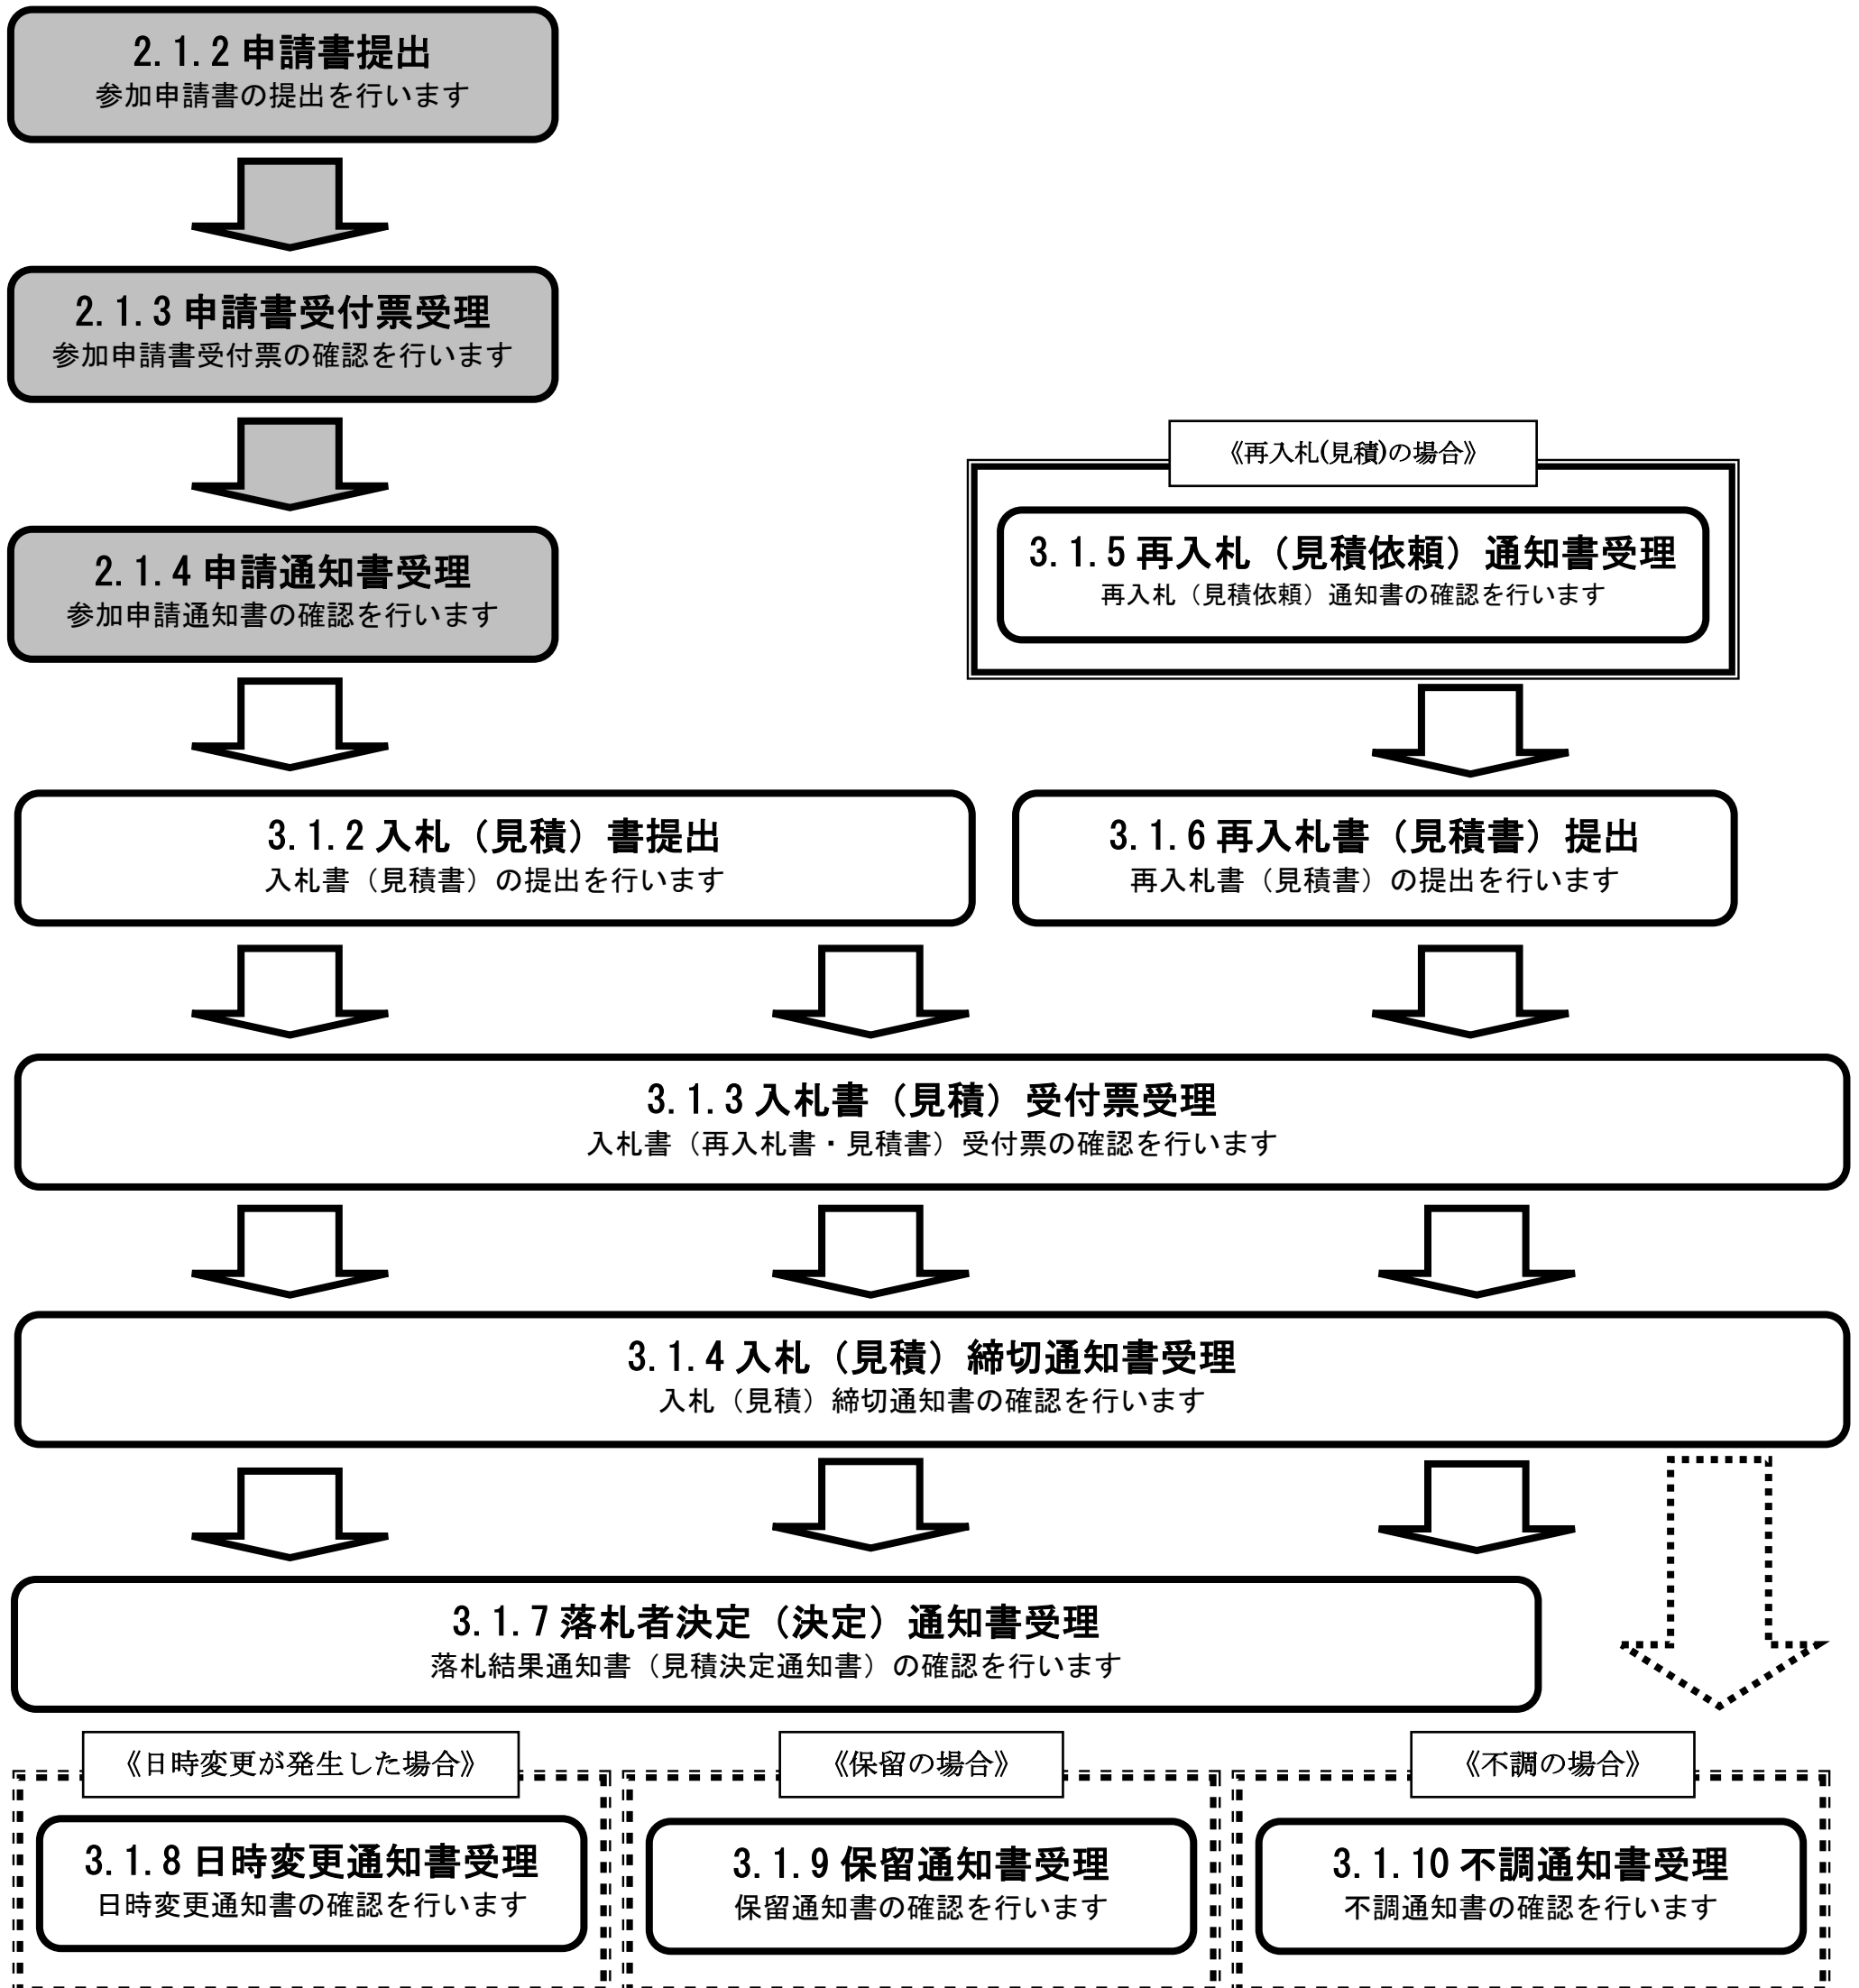 2.1.2 申請書提出
参加申請書の提出を行います
2.1.3 申請書受付票受理
参加申請書受付票の確認を行います
2.1.4 申請通知書受理
参加申請通知書の確認を行います
《再入札(見積)の場合》
3.1.5 再入札（見積依頼）通知書受理
再入札（見積依頼）通知書の確認を行います
3.1.2 入札（見積）書提出
入札書（見積書）の提出を行います
3.1.6 再入札書（見積書）提出
再入札書（見積書）の提出を行います
3.1.3 入札書（見積）受付票受理
入札書（再入札書・見積書）受付票の確認を行います
3.1.4 入札（見積）締切通知書受理
入札（見積）締切通知書の確認を行います
3.1.7 落札者決定（決定）通知書受理
落札結果通知書（見積決定通知書）の確認を行います
《日時変更が発生した場合》
3.1.8 日時変更通知書受理
日時変更通知書の確認を行います
《保留の場合》
3.1.9 保留通知書受理
保留通知書の確認を行います
《不調の場合》
3.1.10 不調通知書受理
不調通知書の確認を行います